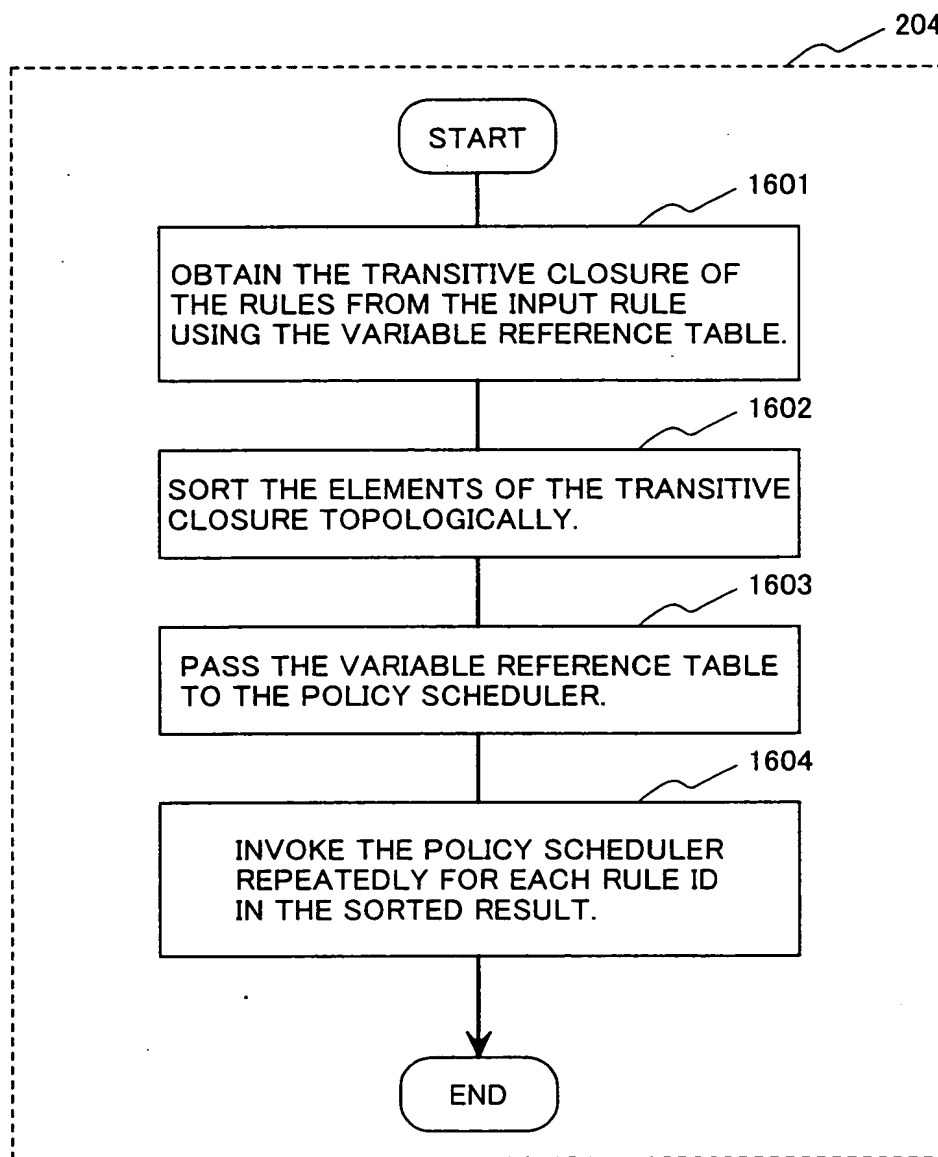 204
START
1601
OBTAIN THE TRANSITIVE CLOSURE OF
THE RULES FROM THE INPUT RULE
USING THE VARIABLE REFERENCE TABLE.
1602
SORT THE ELEMENTS OF THE TRANSITIVE
CLOSURE TOPOLOGICALLY.
1603
PASS THE VARIABLE REFERENCE TABLE
TO THE POLICY SCHEDULER.
1604
INVOKE THE POLICY SCHEDULER
REPEATEDLY FOR EACH RULE ID
IN THE SORTED RESULT.
END